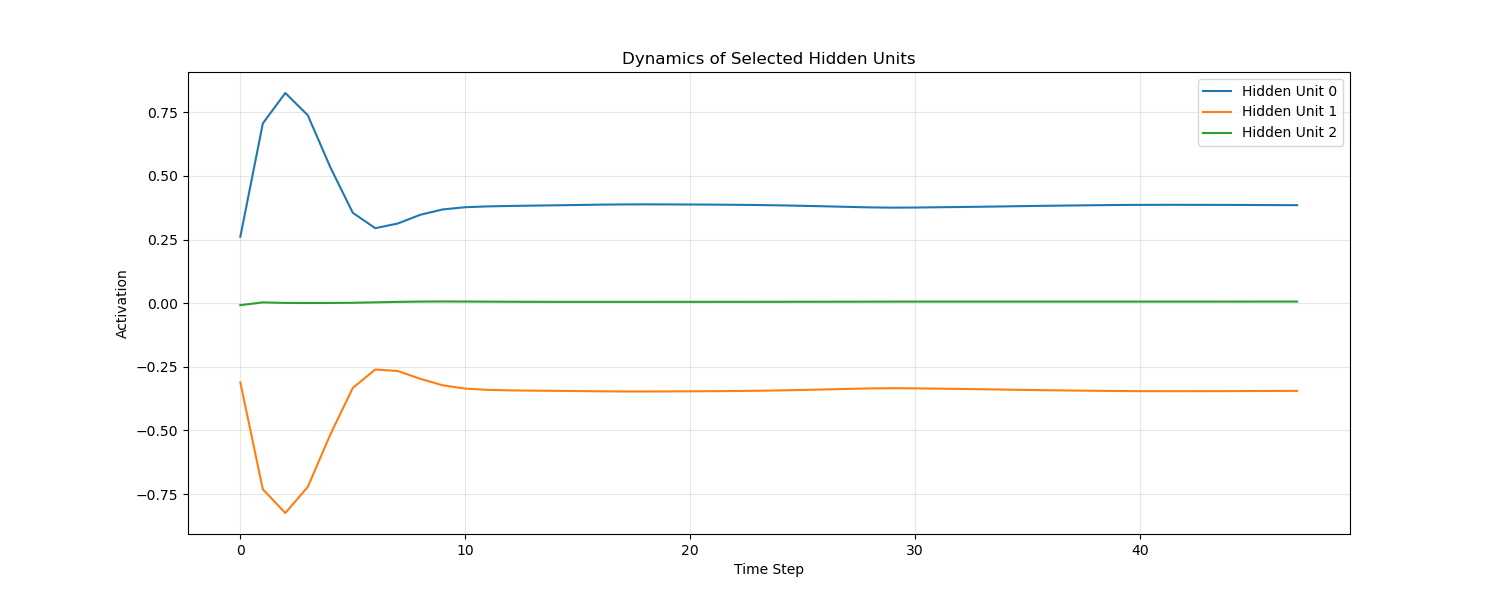 Dynamics of Selected Hidden Units
Hidden Unit 0
Hidden Unit 1
Hidden Unit 2
Activation
0.75
0.50
0.25
0.00
−0.25
−0.50
−0.75
0 10 20 30 40
Time Step